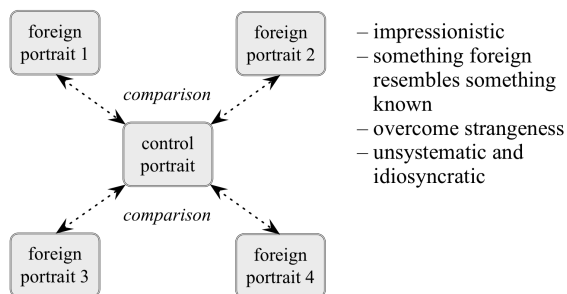 foreign
portrait 1
foreign
portrait 2
comparison
control
portrait
comparison
foreign
portrait 3
foreign
portrait 4
– impressionistic
– something foreign
resembles something
known
– overcome strangeness
– unsystematic and
idiosyncratic